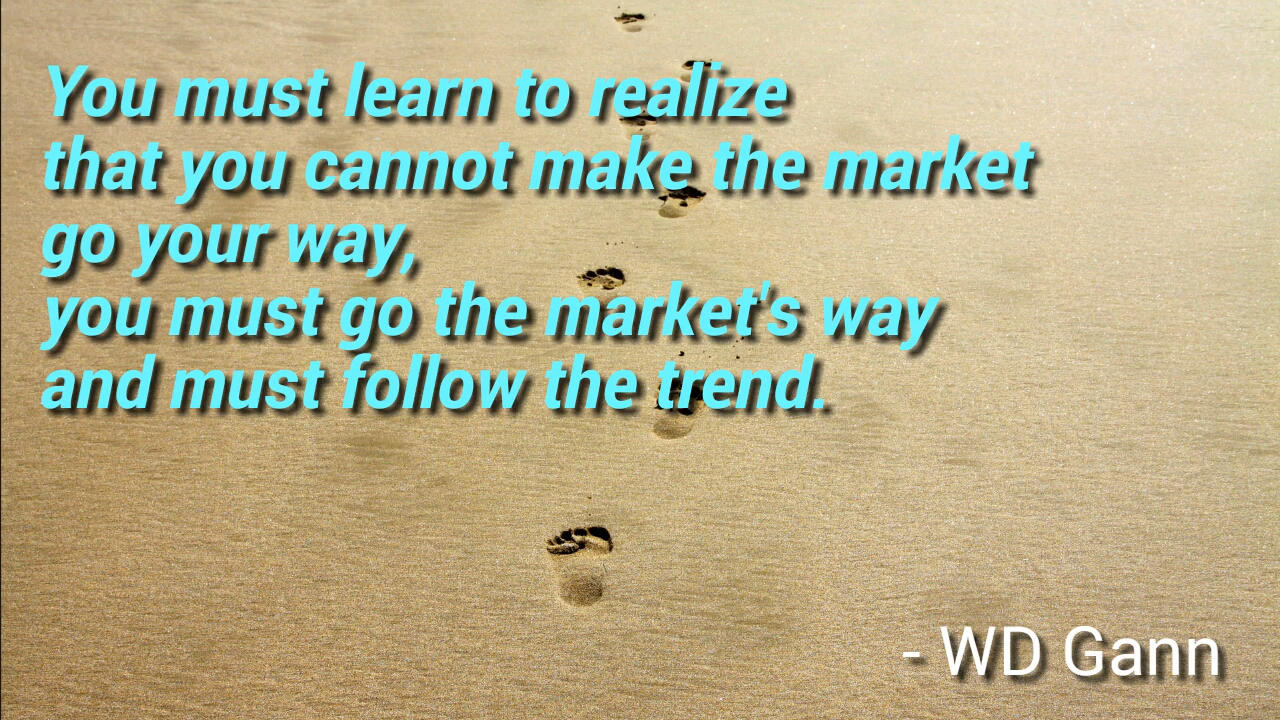 You must learn to realize
that you cannot make the market
go your way,
you must go the market's way
and must follow the trend.
- WD Gann